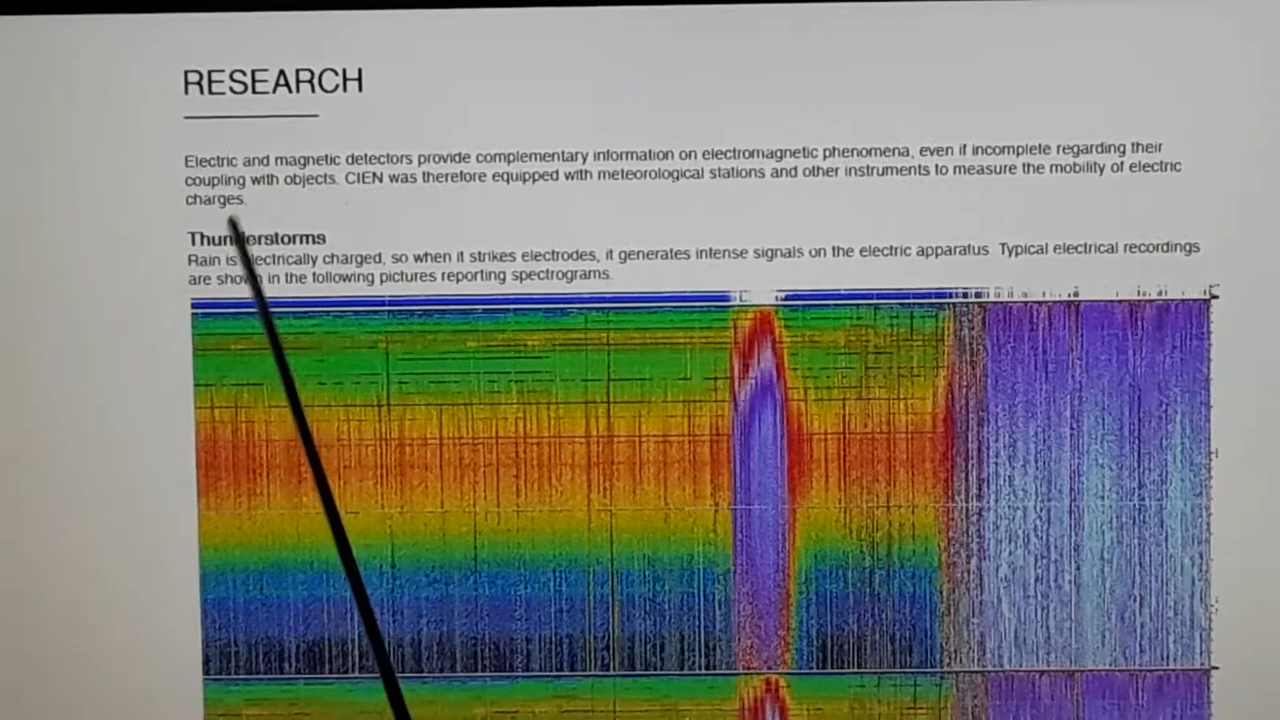 RESEARCH
Electric and magnetic detectors provide complementary information on electromagnetic phenomena, even if incomplete regarding their
coupling with objects. CIEN was therefore equipped with meteorological stations and other instruments to measure the mobility of electric
charges.
Thunderstorms
Rain is electrically charged, so when it strikes electrodes, it generates intense signals on the electric apparatus. Typical electrical recordings
are shown in the following pictures reporting spectrograms.